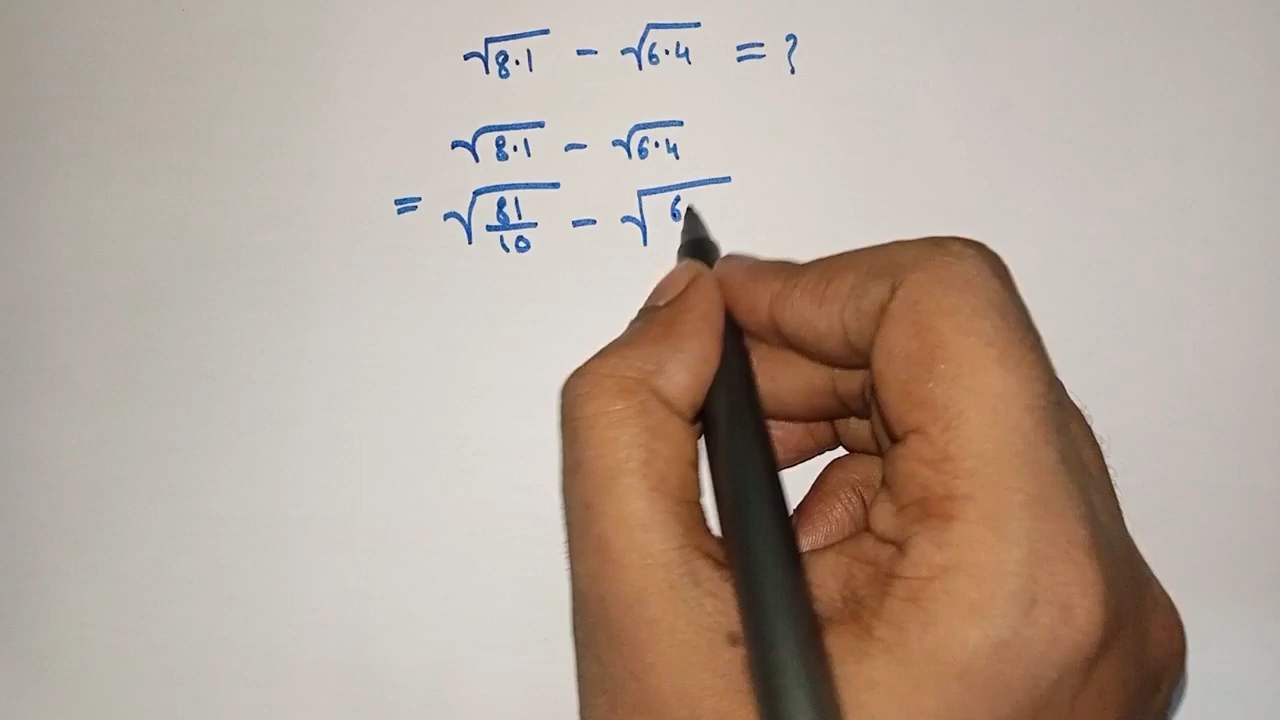 √8·1 - √6·4 = ?
√8·1 - √6·4
= √81/10 - √6